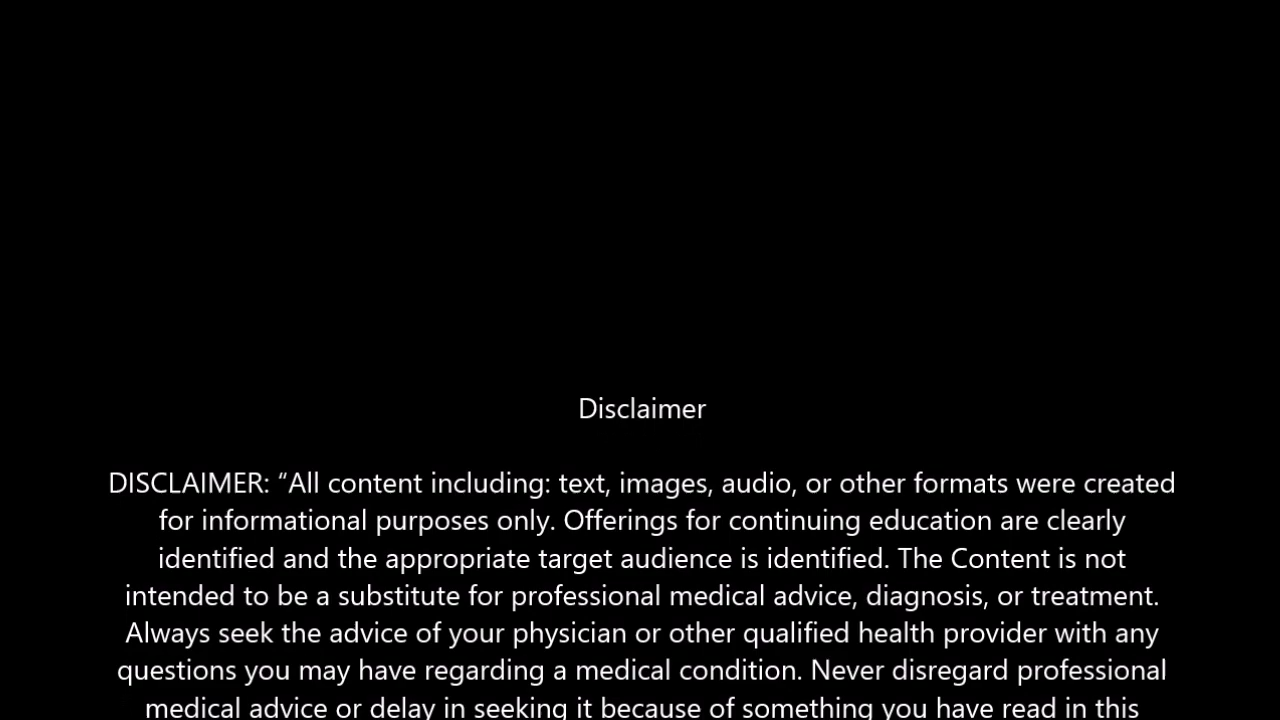 Disclaimer
DISCLAIMER: “All content including: text, images, audio, or other formats were created
for informational purposes only. Offerings for continuing education are clearly
identified and the appropriate target audience is identified. The Content is not
intended to be a substitute for professional medical advice, diagnosis, or treatment.
Always seek the advice of your physician or other qualified health provider with any
questions you may have regarding a medical condition. Never disregard professional
medical advice or delay in seeking it because of something you have read in this